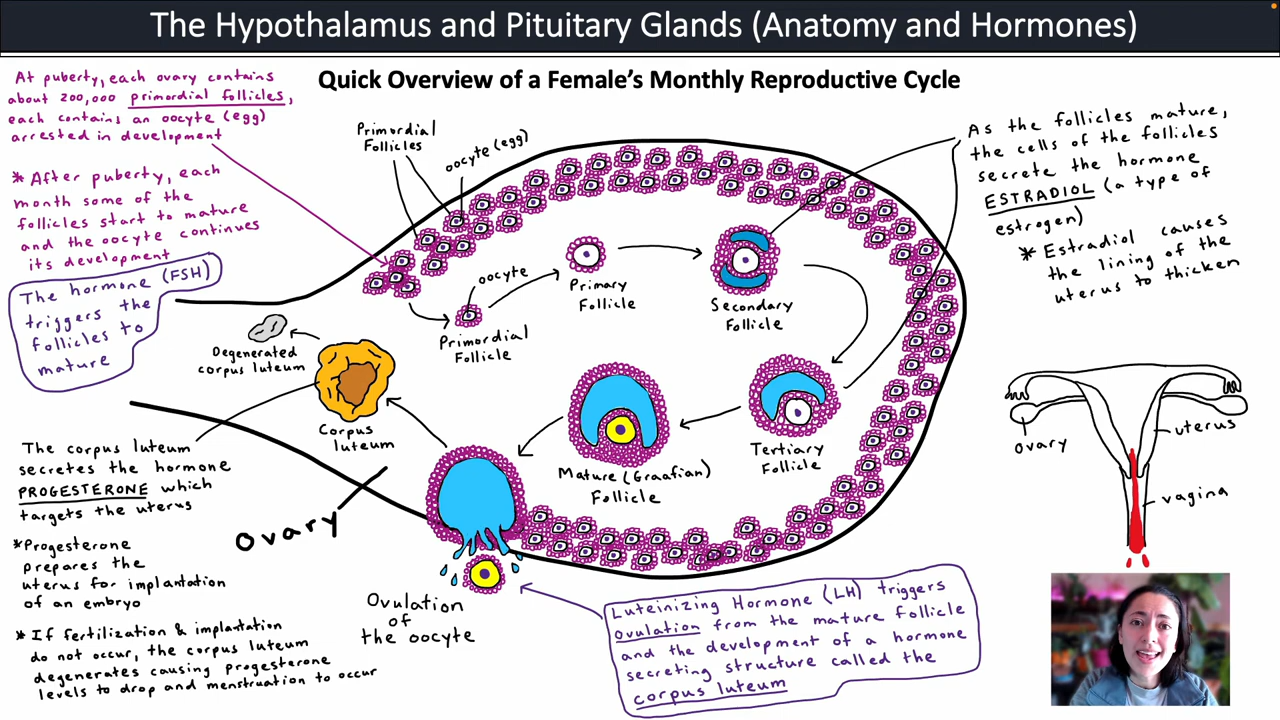 The Hypothalamus and Pituitary Glands (Anatomy and Hormones)
Quick Overview of a Female's Monthly Reproductive Cycle
At puberty, each ovary contains
about 200,000 primordial follicles,
each contains an oocyte (egg)
arrested in development
* After puberty, each
month some of the
follicles start to mature
and the oocyte continues
its development
The hormone (FSH)
triggers the
follicles to
mature
Primordial
Follicles
oocyte (egg)
oocyte
Primordial
Follicle
Primary
Follicle
Secondary
Follicle
Tertiary
Follicle
Mature (Graafian)
Follicle
Ovulation
of
the oocyte
Corpus
luteum
Degenerated
corpus luteum
Ovary
As the follicles mature,
the cells of the follicles
secrete the hormone
ESTRADIOL (a type of
estrogen)
* Estradiol causes
the lining of the
uterus to thicken
ovary
uterus
vagina
The corpus luteum
secretes the hormone
PROGESTERONE which
targets the uterus
*Progesterone
prepares the
uterus for implantation
of an embryo
* If fertilization & implantation
do not occur, the corpus luteum
degenerates causing progesterone
levels to drop and menstruation to occur
Luteinizing Hormone (LH) triggers
ovulation from the mature follicle
and the development of a hormone
secreting structure called the
corpus luteum